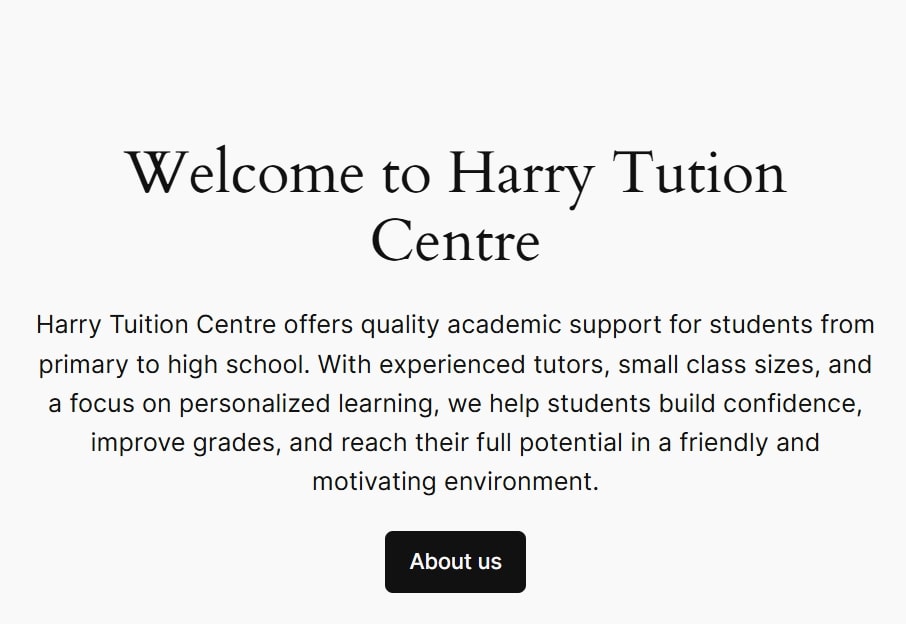 Welcome to Harry Tution
Centre
Harry Tuition Centre offers quality academic support for students from
primary to high school. With experienced tutors, small class sizes, and
a focus on personalized learning, we help students build confidence,
improve grades, and reach their full potential in a friendly and
motivating environment.
About us